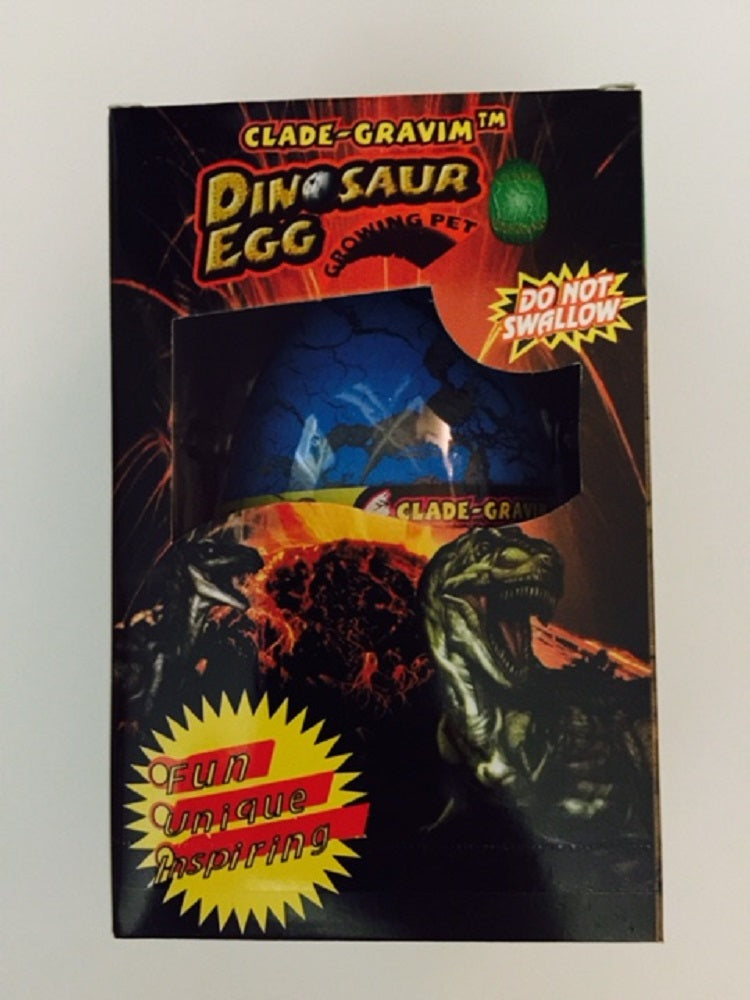 CLADE-GRAVIM™
DINOSAUR
EGG
GROWING PET
DO NOT
SWALLOW
CLADE-GRAVI
Fun
Unique
Inspiring